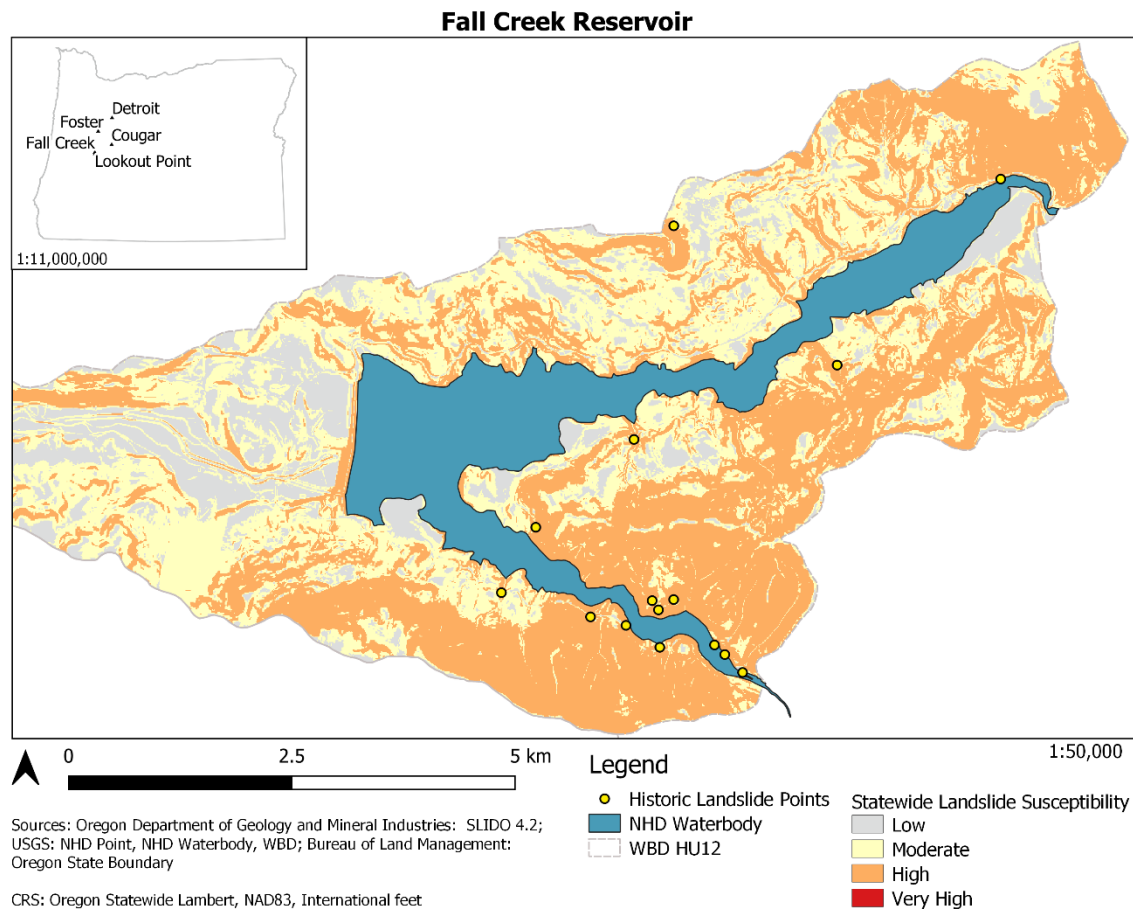 Fall Creek Reservoir
Detroit
Foster
Cougar
Fall Creek
Lookout Point
1:11,000,000
0
2.5
5 km
1:50,000
Legend
Historic Landslide Points
NHD Waterbody
WBD HU12
Statewide Landslide Susceptibility
Low
Moderate
High
Very High
Sources: Oregon Department of Geology and Mineral Industries: SLIDO 4.2;
USGS: NHD Point, NHD Waterbody, WBD; Bureau of Land Management:
Oregon State Boundary
CRS: Oregon Statewide Lambert, NAD83, International feet